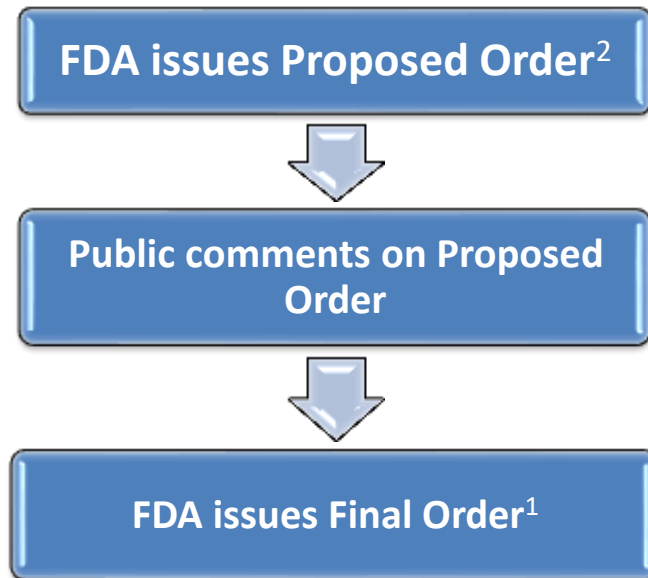 FDA issues Proposed Order²
Public comments on Proposed
Order
FDA issues Final Order¹